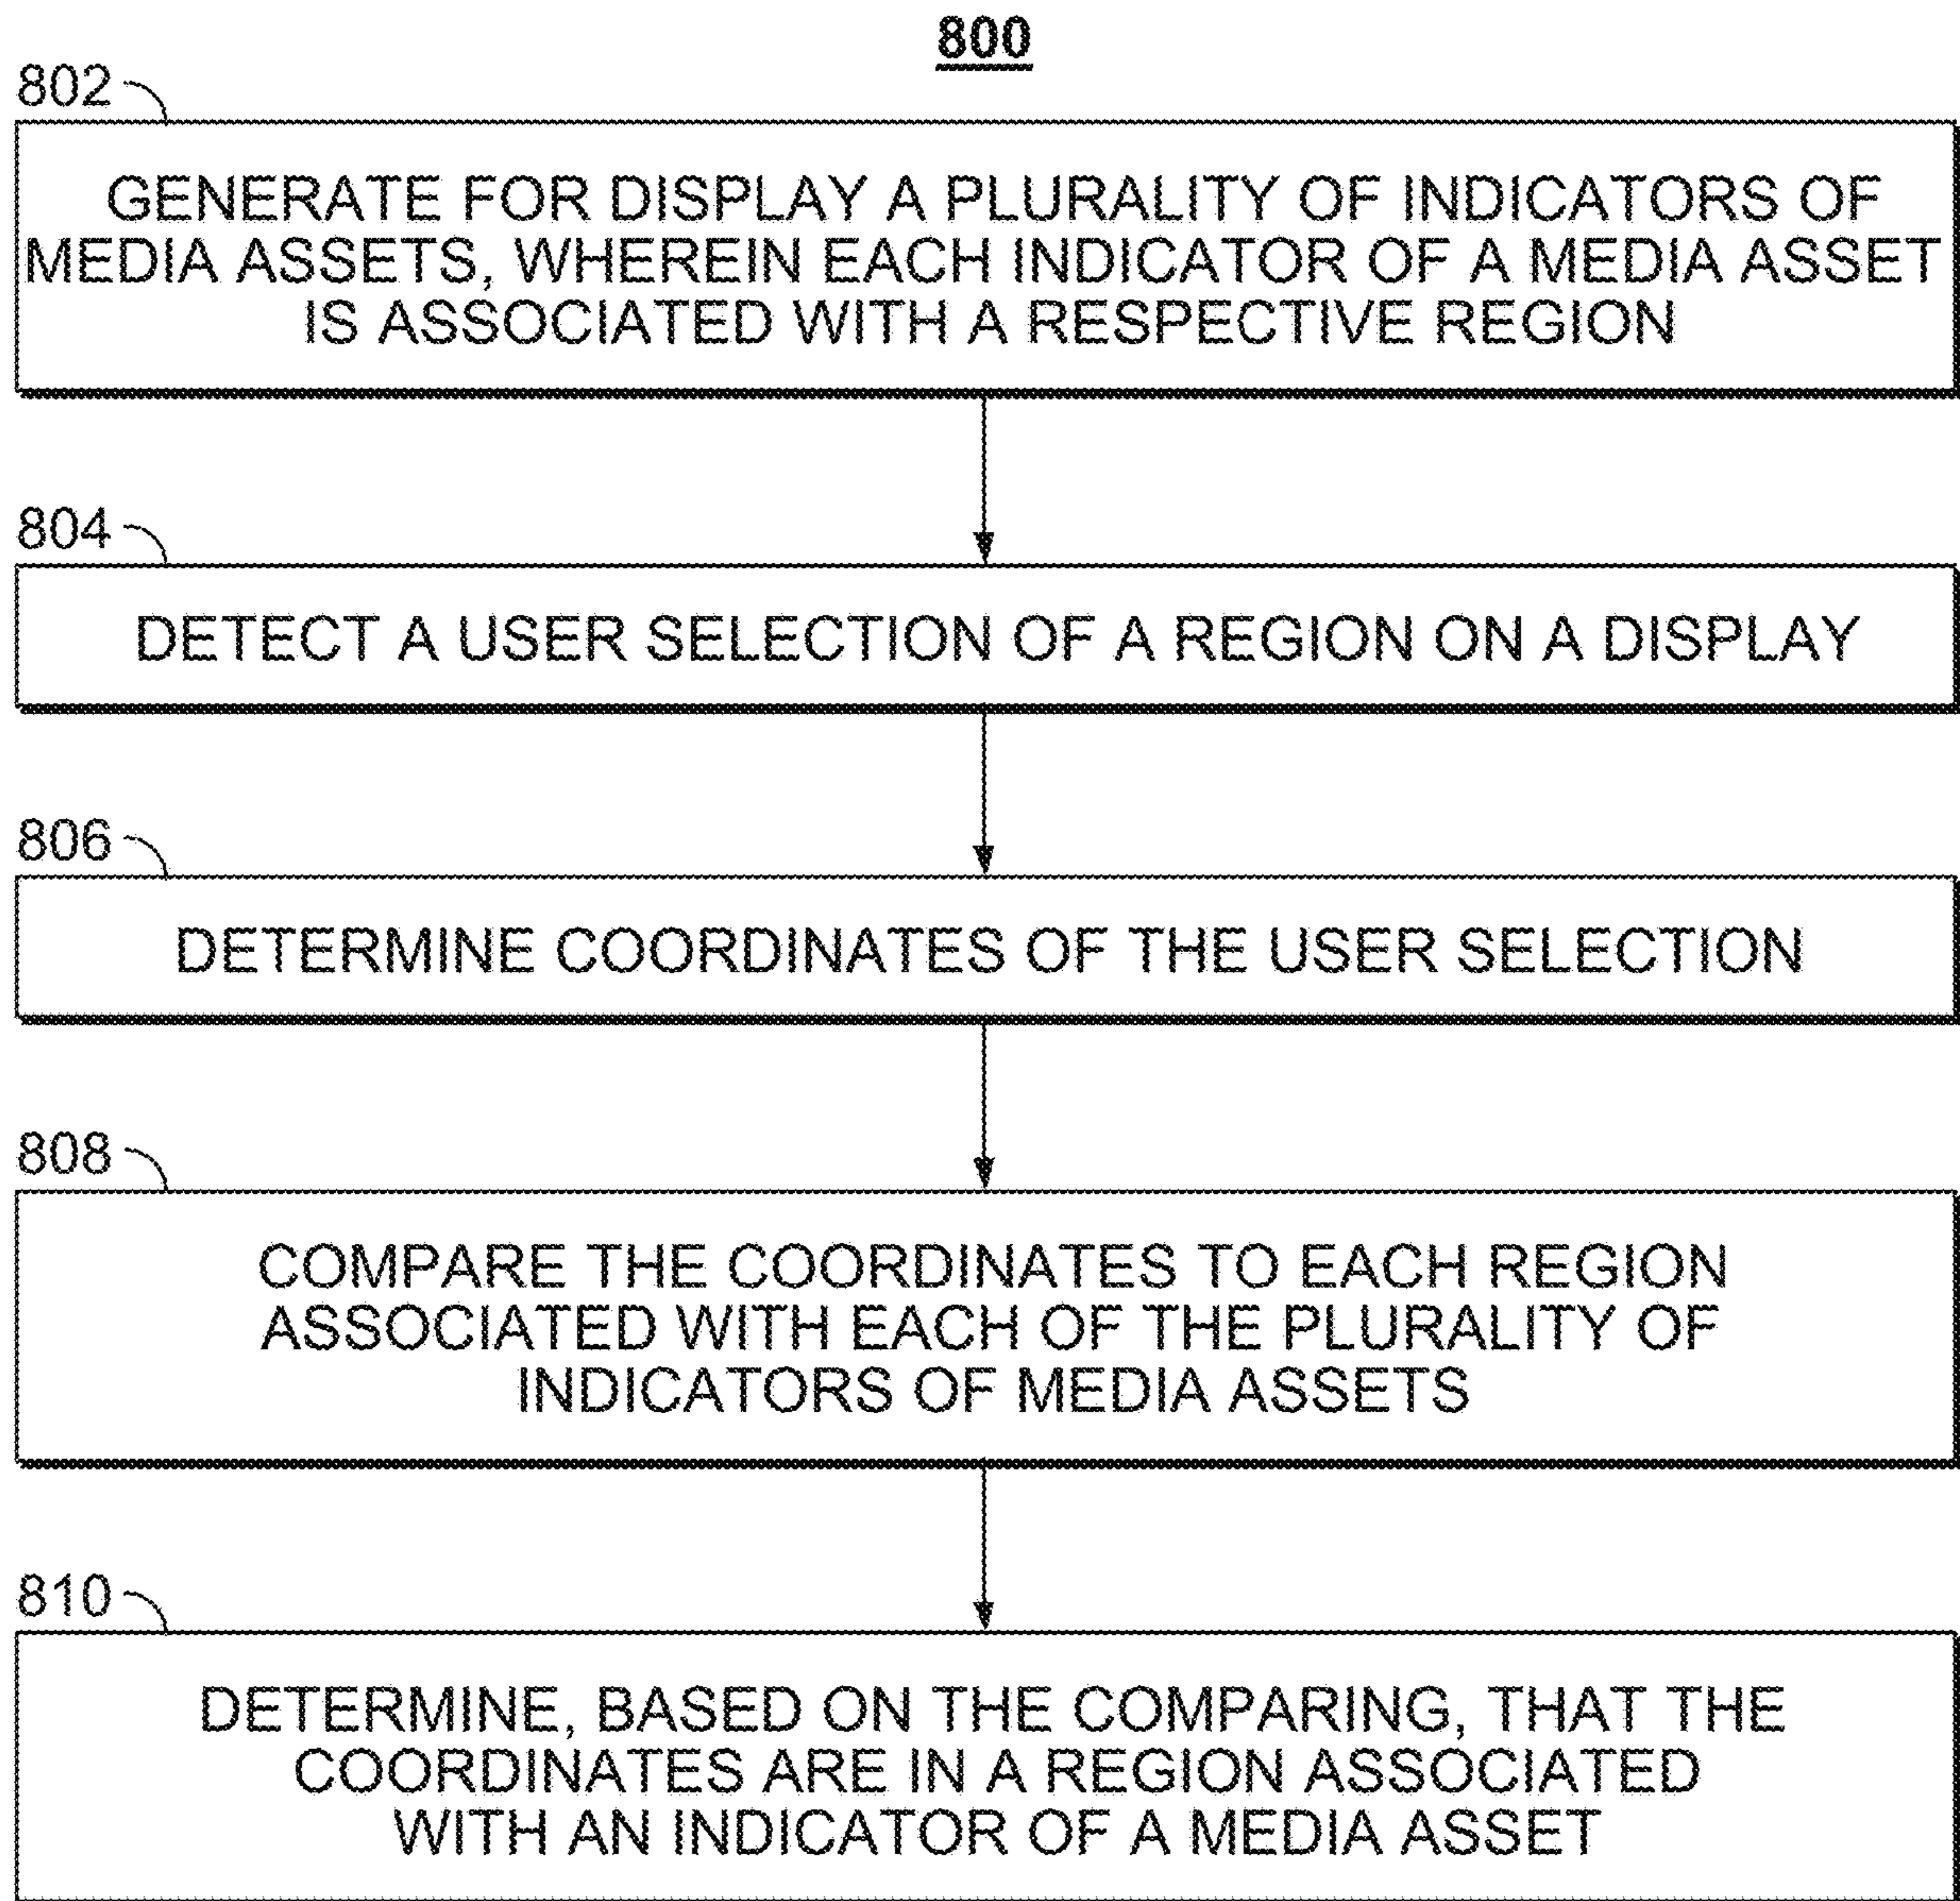 800
802
GENERATE FOR DISPLAY A PLURALITY OF INDICATORS OF
MEDIA ASSETS, WHEREIN EACH INDICATOR OF A MEDIA ASSET
IS ASSOCIATED WITH A RESPECTIVE REGION
804
DETECT A USER SELECTION OF A REGION ON A DISPLAY
806
DETERMINE COORDINATES OF THE USER SELECTION
808
COMPARE THE COORDINATES TO EACH REGION
ASSOCIATED WITH EACH OF THE PLURALITY OF
INDICATORS OF MEDIA ASSETS
810
DETERMINE, BASED ON THE COMPARING, THAT THE
COORDINATES ARE IN A REGION ASSOCIATED
WITH AN INDICATOR OF A MEDIA ASSET